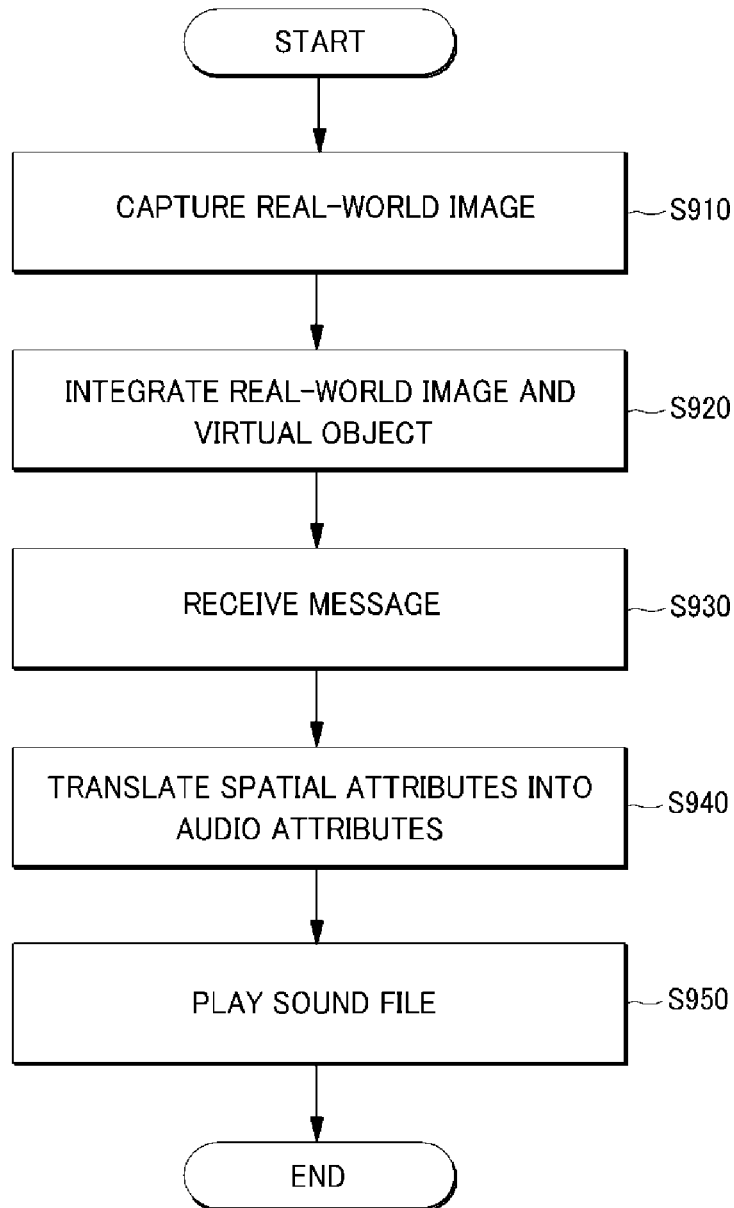 START
CAPTURE REAL-WORLD IMAGE
S910
INTEGRATE REAL-WORLD IMAGE AND
VIRTUAL OBJECT
S920
RECEIVE MESSAGE
S930
TRANSLATE SPATIAL ATTRIBUTES INTO
AUDIO ATTRIBUTES
S940
PLAY SOUND FILE
S950
END